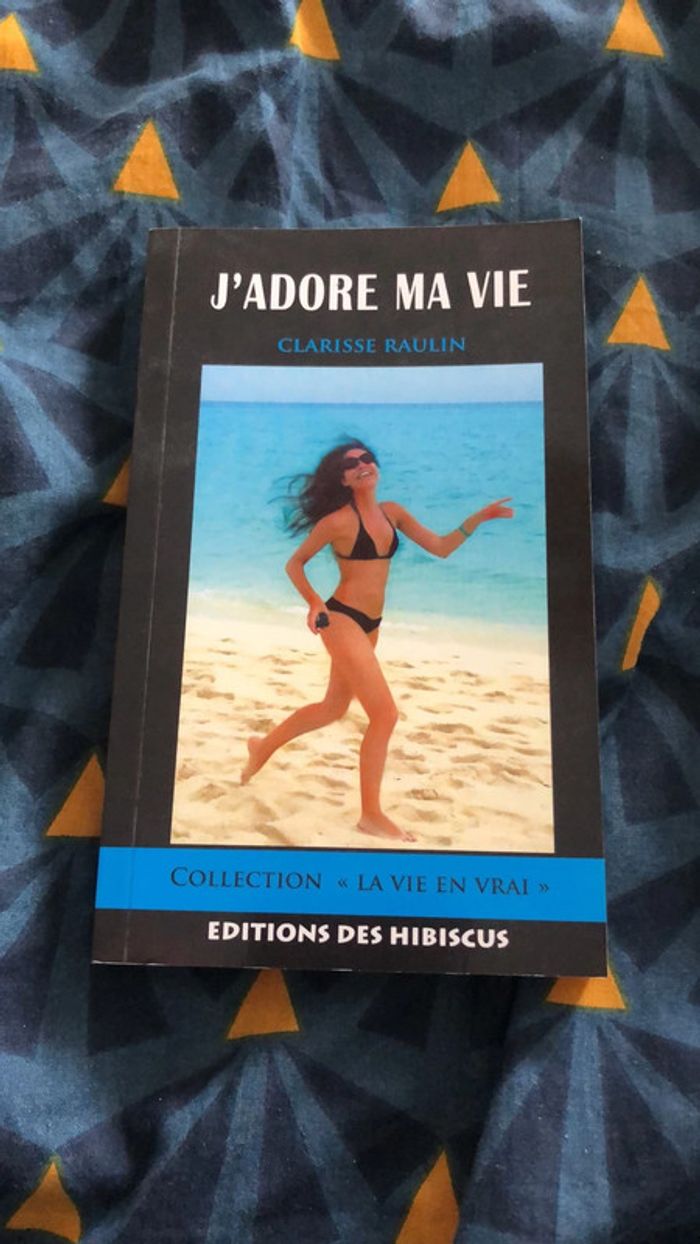 J'ADORE MA VIE
CLARISSE RAULIN
COLLECTION « LA VIE EN VRAI »
EDITIONS DES HIBISCUS